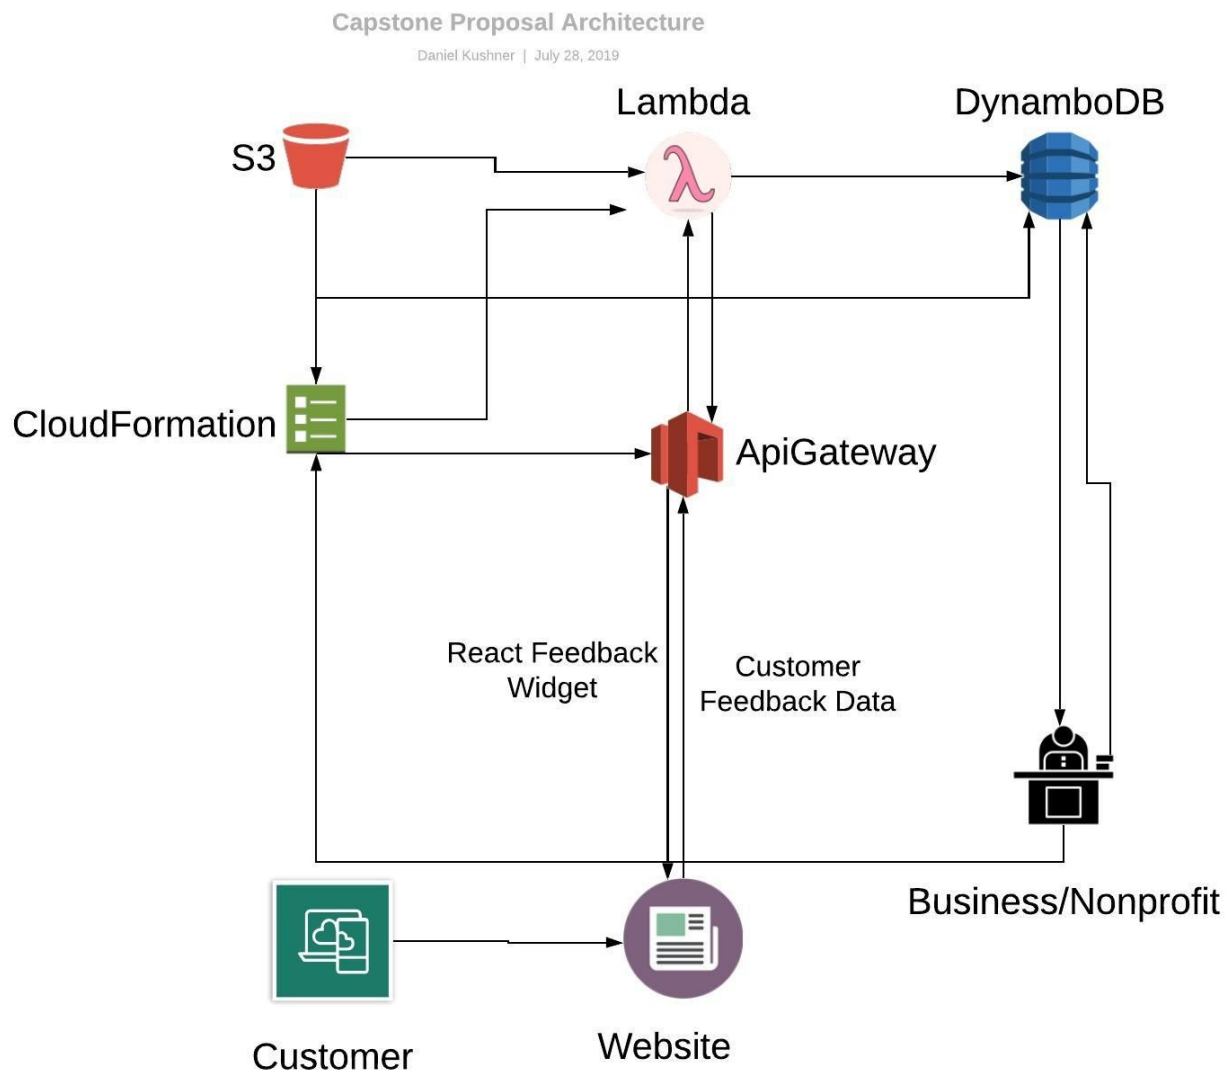 Capstone Proposal Architecture
Daniel Kushner | July 28, 2019
Lambda
DynamboDB
S3
CloudFormation
ApiGateway
React Feedback
Widget
Customer
Feedback Data
Business/Nonprofit
Customer
Website